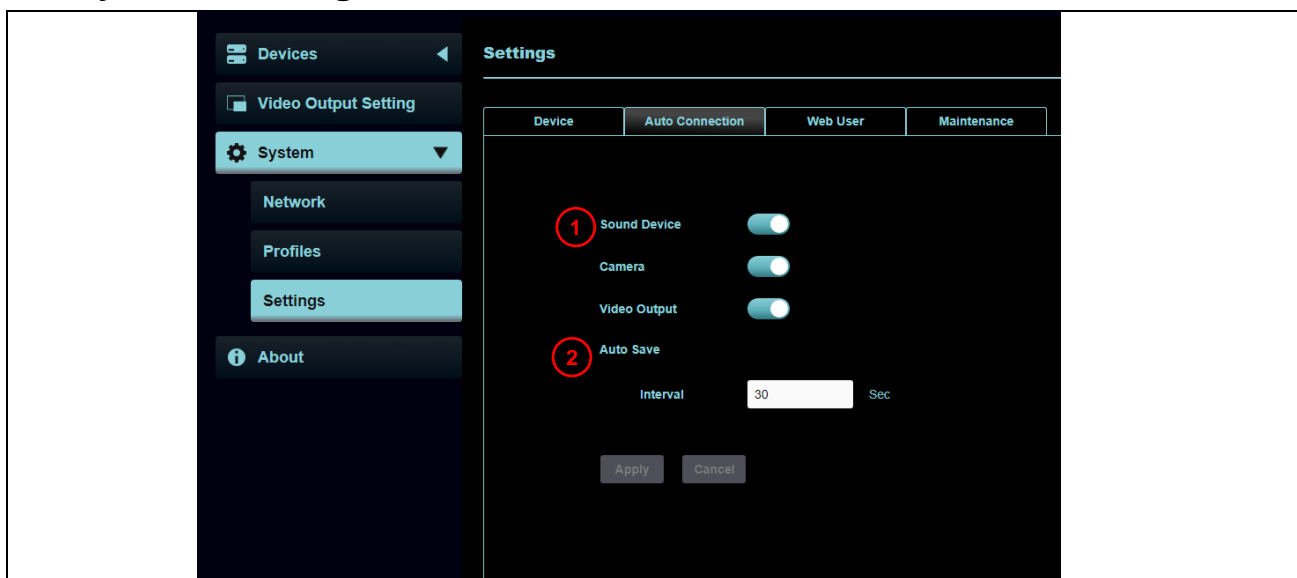 Devices
Video Output Setting
System
Network
Profiles
Settings
About
Settings
Device Auto Connection Web User Maintenance
1 Sound Device
Camera
Video Output
2 Auto Save
Interval 30 Sec
Apply Cancel